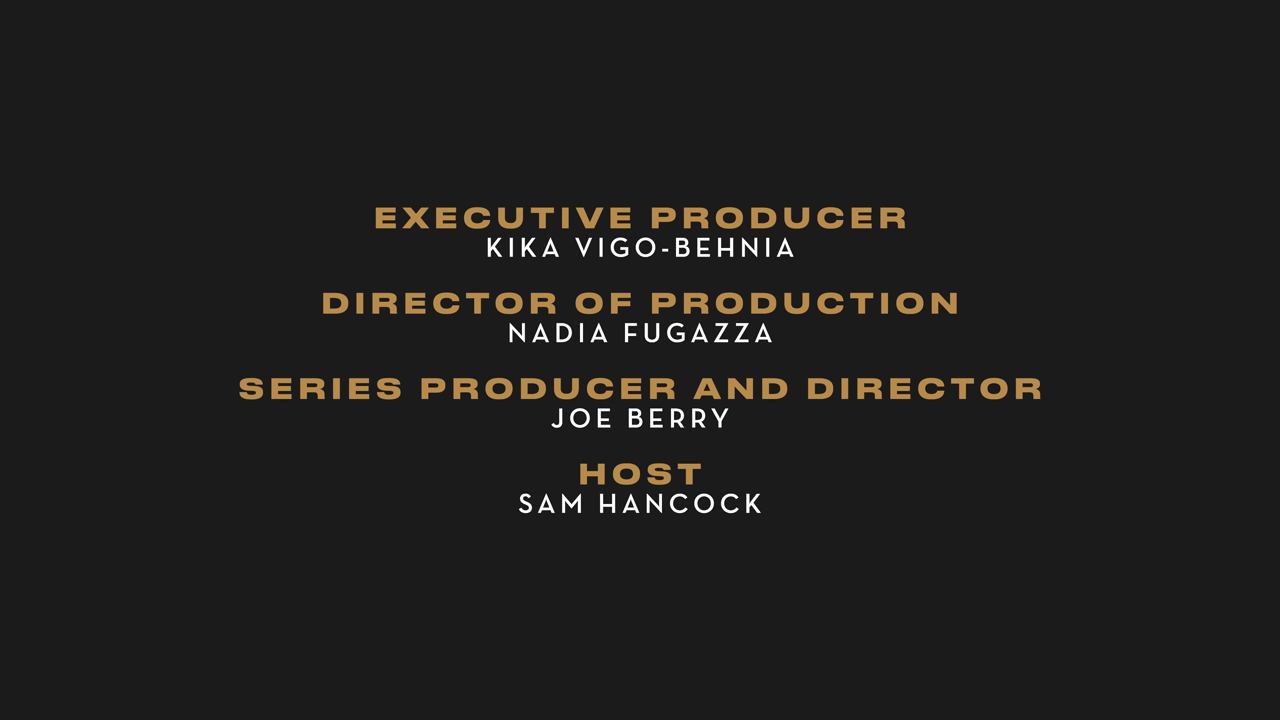 EXECUTIVE PRODUCER
KIKA VIGO-BEHNIA
DIRECTOR OF PRODUCTION
NADIA FUGAZZA
SERIES PRODUCER AND DIRECTOR
JOE BERRY
HOST
SAM HANCOCK